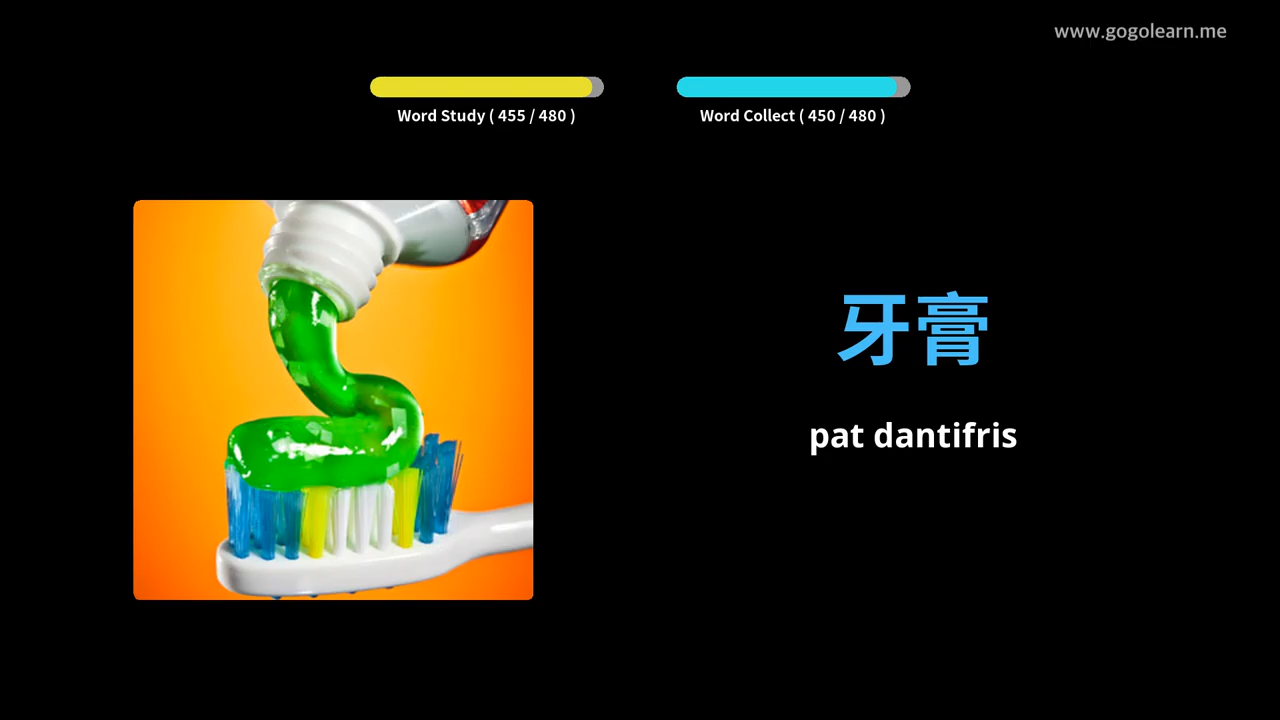 www.gogolearn.me
Word Study ( 455 / 480 )
Word Collect ( 450 / 480 )
牙膏
pat dantifris